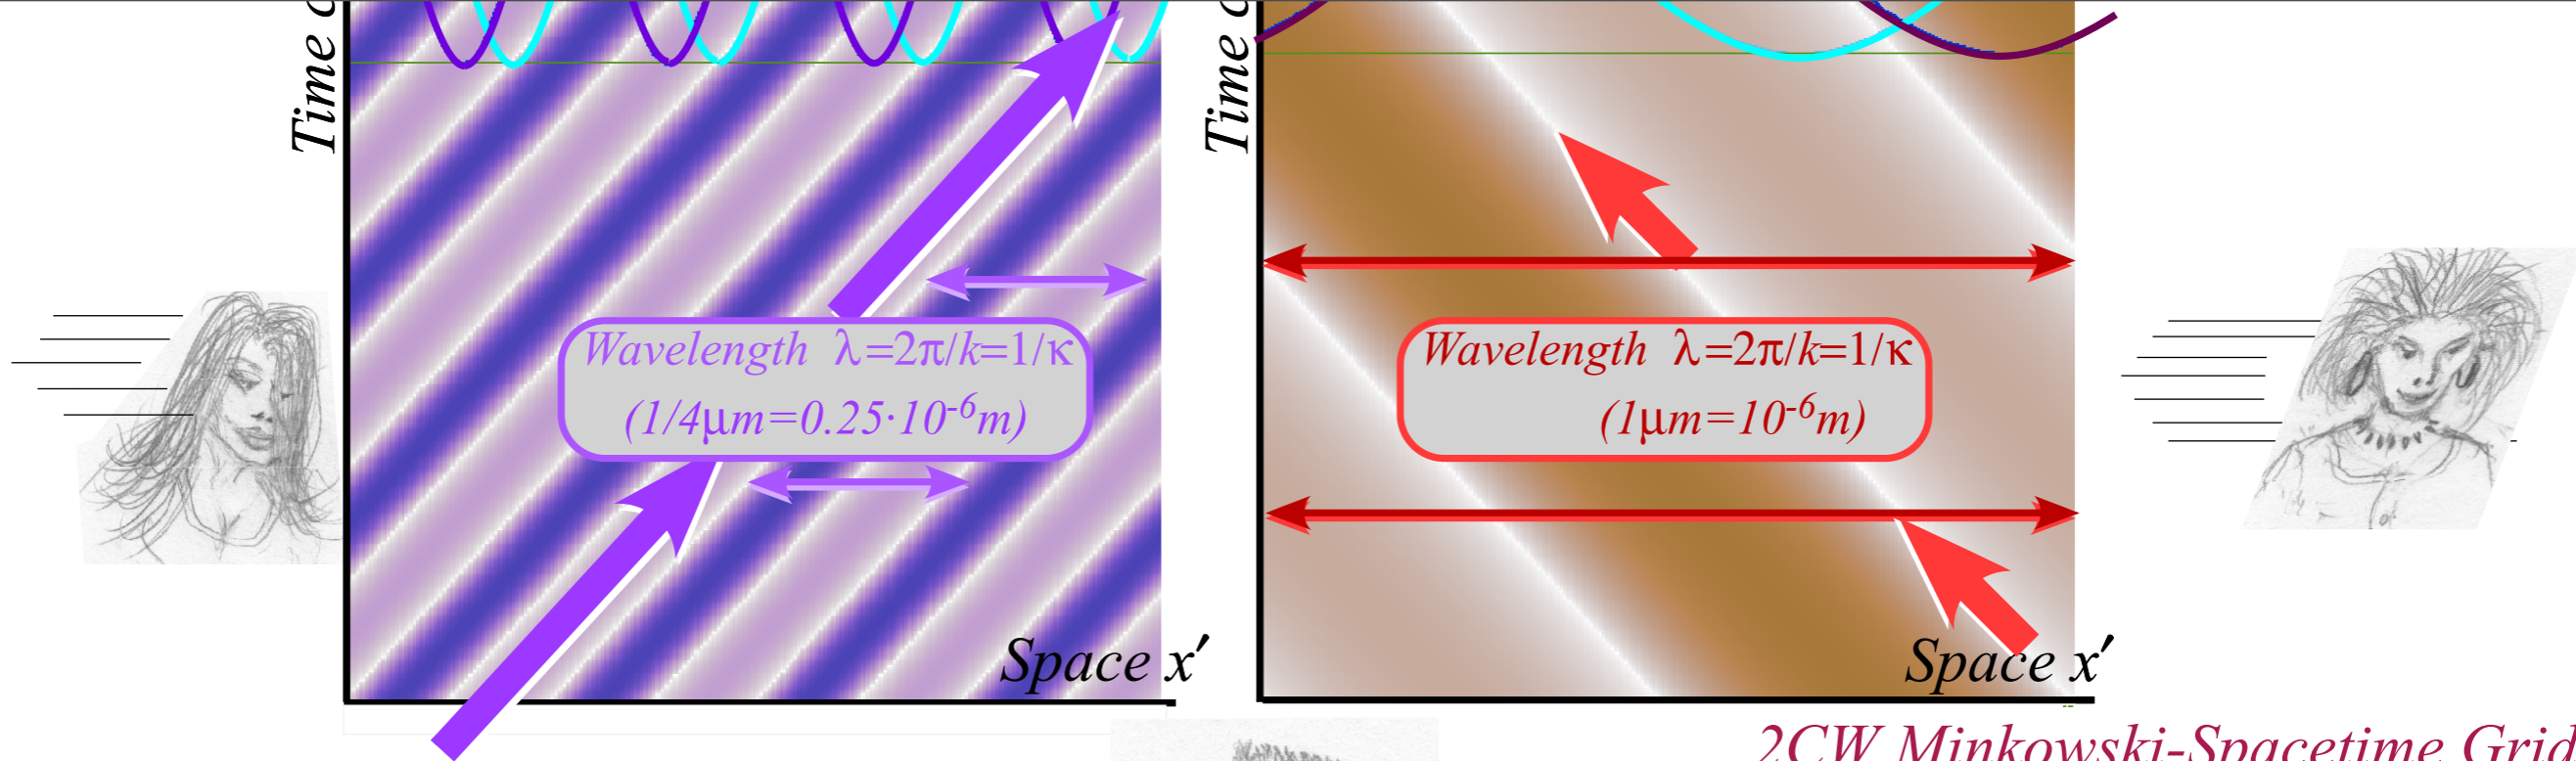 Time
Wavelength λ=2π/k=1/κ
(1/4μm=0.25·10⁻⁶m)
Space x′
Time
Wavelength λ=2π/k=1/κ
(1μm=10⁻⁶m)
Space x′
2CW Minkowski-Spacetime Grid